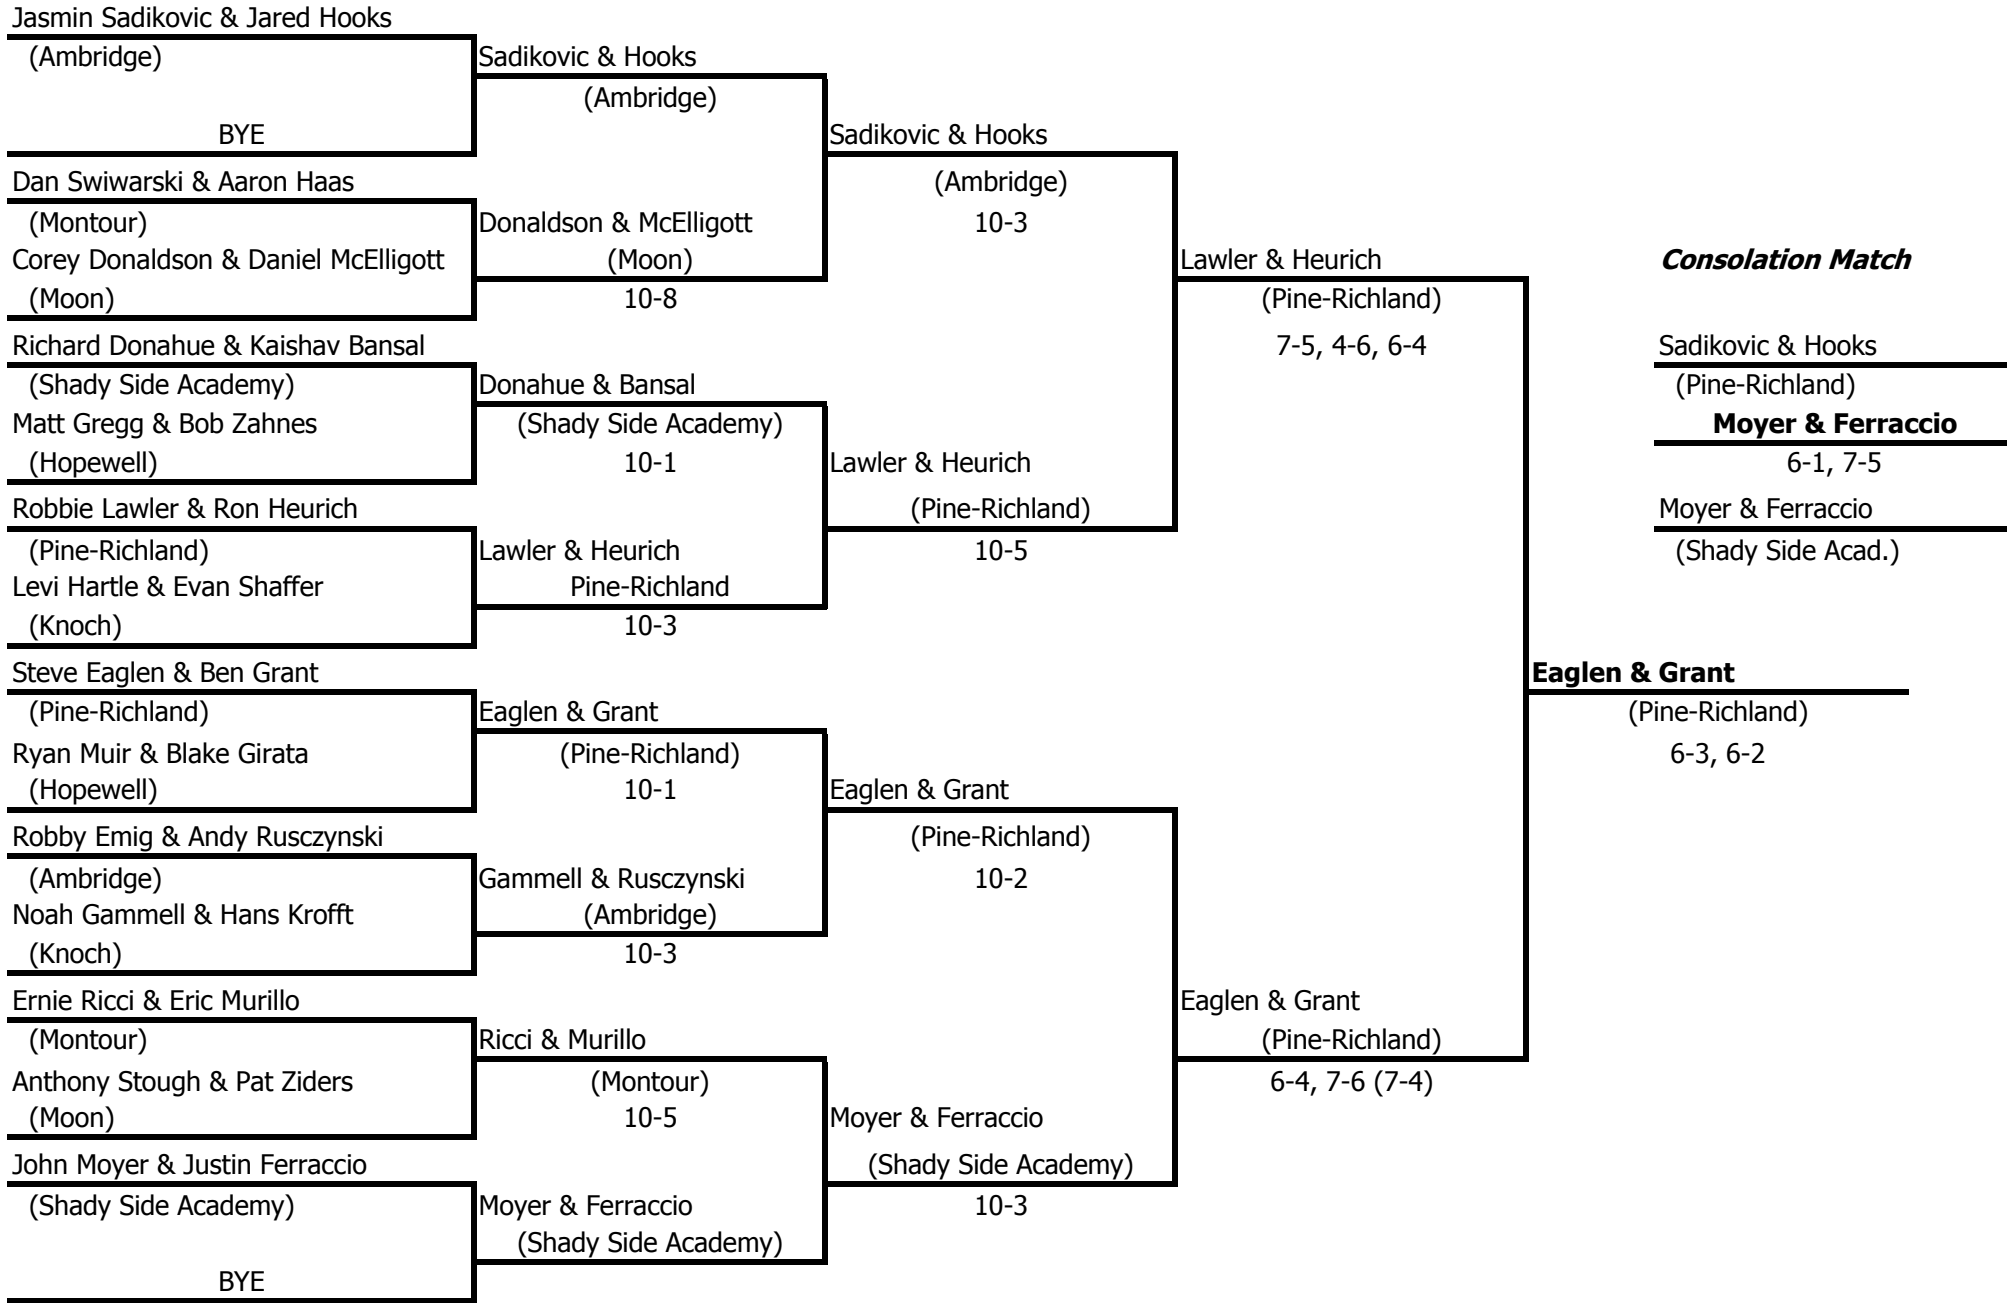 Jasmin Sadikovic & Jared Hooks
(Ambridge)
BYE
Dan Swiwarski & Aaron Haas
(Montour)
Corey Donaldson & Daniel McElligott
(Moon)
Richard Donahue & Kaishav Bansal
(Shady Side Academy)
Matt Gregg & Bob Zahnes
(Hopewell)
Robbie Lawler & Ron Heurich
(Pine-Richland)
Levi Hartle & Evan Shaffer
(Knoch)
Steve Eaglen & Ben Grant
(Pine-Richland)
Ryan Muir & Blake Girata
(Hopewell)
Robby Emig & Andy Rusczynski
(Ambridge)
Noah Gammell & Hans Krofft
(Knoch)
Ernie Ricci & Eric Murillo
(Montour)
Anthony Stough & Pat Ziders
(Moon)
John Moyer & Justin Ferraccio
(Shady Side Academy)
BYE
Sadikovic & Hooks
(Ambridge)
Donaldson & McElligott
(Moon)
10-8
Donahue & Bansal
(Shady Side Academy)
10-1
Lawler & Heurich
Pine-Richland
10-3
Eaglen & Grant
(Pine-Richland)
10-1
Gammell & Rusczynski
(Ambridge)
10-3
Ricci & Murillo
(Montour)
10-5
Moyer & Ferraccio
(Shady Side Academy)
Sadikovic & Hooks
(Ambridge)
10-3
Lawler & Heurich
(Pine-Richland)
10-5
Eaglen & Grant
(Pine-Richland)
10-2
Moyer & Ferraccio
(Shady Side Academy)
10-3
Lawler & Heurich
(Pine-Richland)
7-5, 4-6, 6-4
Eaglen & Grant
(Pine-Richland)
6-4, 7-6 (7-4)
Eaglen & Grant
(Pine-Richland)
6-3, 6-2
Consolation Match
Sadikovic & Hooks
(Pine-Richland)
Moyer & Ferraccio
6-1, 7-5
Moyer & Ferraccio
(Shady Side Acad.)